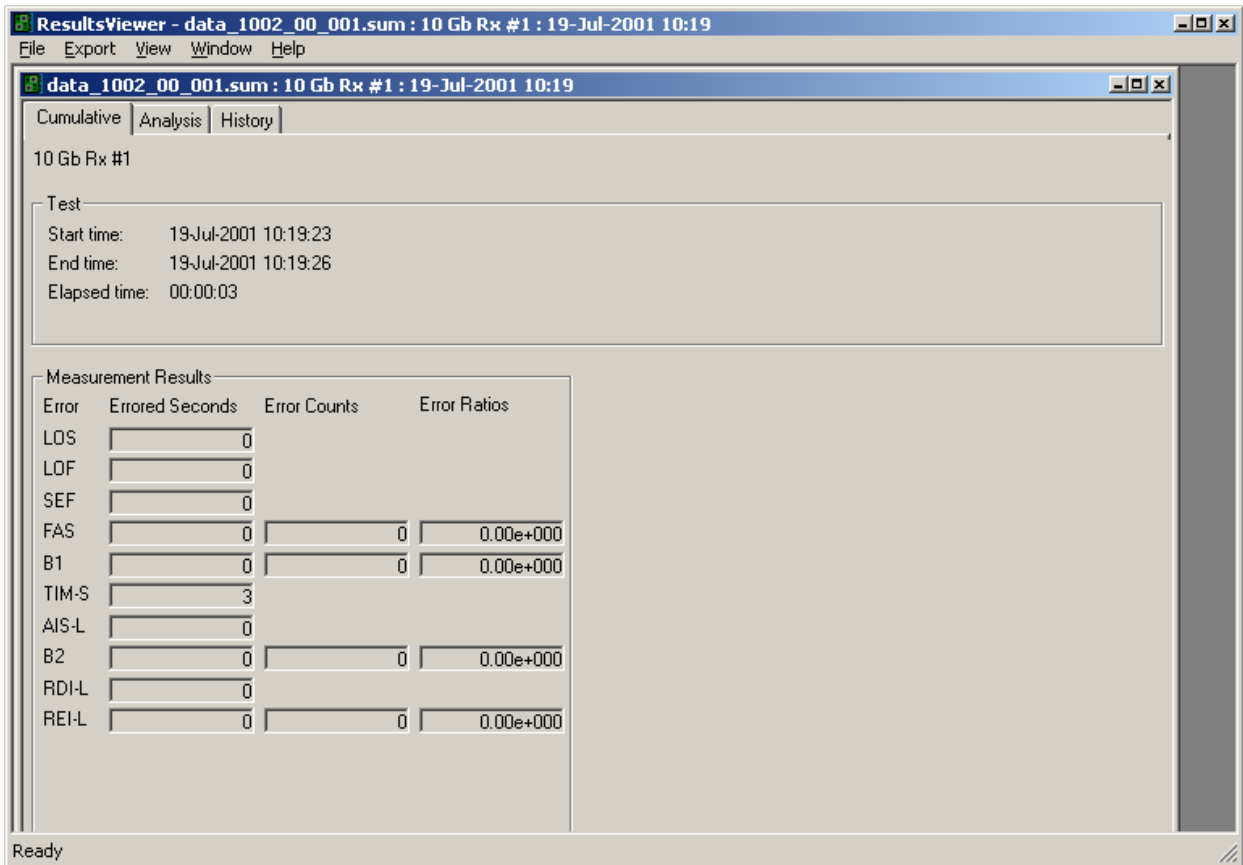 ResultsViewer - data_1002_00_001.sum : 10 Gb Rx #1 : 19-Jul-2001 10:19
File Export View Window Help
data_1002_00_001.sum : 10 Gb Rx #1 : 19-Jul-2001 10:19
Cumulative Analysis History
10 Gb Rx #1
Test
Start time: 19-Jul-2001 10:19:23
End time: 19-Jul-2001 10:19:26
Elapsed time: 00:00:03
Measurement Results
Error Errored Seconds Error Counts Error Ratios
LOS 0
LOF 0
SEF 0
FAS 0 0 0.00e+000
B1 0 0 0.00e+000
TIM-S 3
AIS-L 0
B2 0 0 0.00e+000
RDI-L 0
REI-L 0 0 0.00e+000
Ready